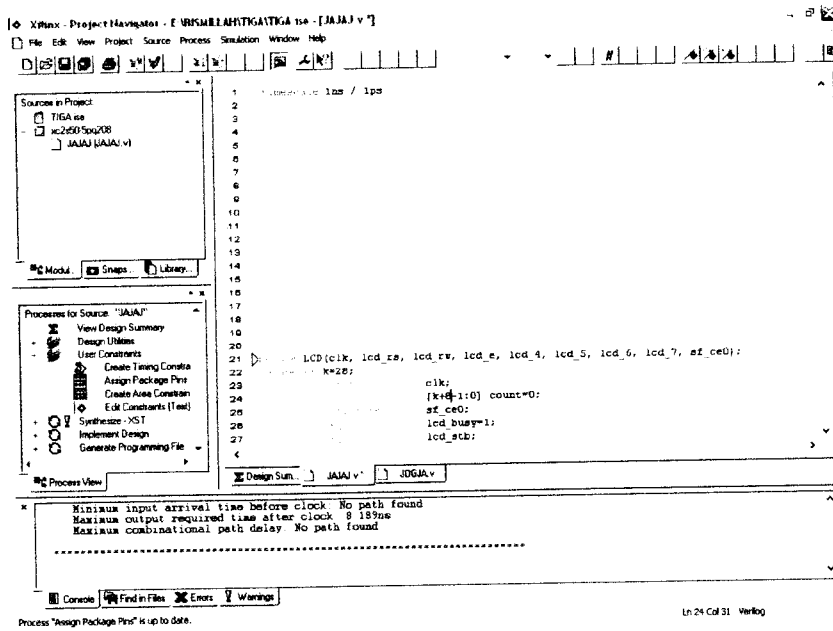 Xilinx - Project Navigator - E:\BISMILLAH\TIGA\TIGA.ise - [JAJAJ.v *]
File Edit View Project Source Process Simulation Window Help
Sources in Project:
TIGA.ise
xc2s50-5pq208
JAJAJ (JAJAJ.v)
Modul... Snaps... Library...
Processes for Source: "JAJAJ"
View Design Summary
Design Utilities
User Constraints
Create Timing Constra
Assign Package Pins
Create Area Constrain
Edit Constraints (Text)
Synthesize - XST
Implement Design
Generate Programming File
Process View
1 `timescale 1ns / 1ps
2
3
4
5
6
7
8
9
10
11
12
13
14
15
16
17
18
19
20
21 LCD(clk, lcd_rs, lcd_rw, lcd_e, lcd_4, lcd_5, lcd_6, lcd_7, sf_ce0);
22 k=28;
23 clk;
24 [k+8-1:0] count=0;
25 sf_ce0;
26 lcd_busy=1;
27 lcd_stb;
Design Sum... JAJAJ.v * JDGJA.v
Minimum input arrival time before clock: No path found
Maximum output required time after clock: 8.189ns
Maximum combinational path delay: No path found
Console Find in Files Errors Warnings
Process "Assign Package Pins" is up to date.
Ln 24 Col 31 Verilog